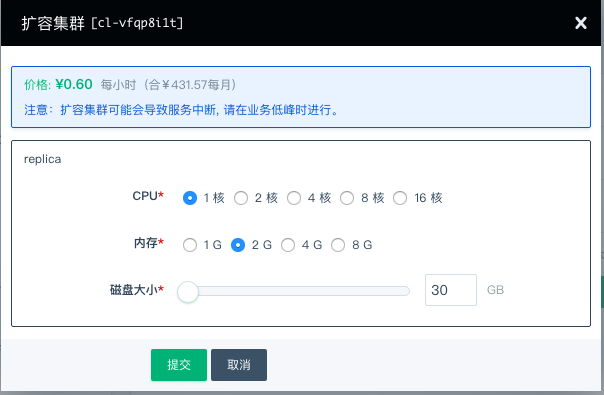 扩容集群 [cl-vfqp8i1t]
价格: ¥0.60 每小时（合￥431.57每月）
注意：扩容集群可能会导致服务中断, 请在业务低峰时进行。
replica
CPU* 1 核 2 核 4 核 8 核 16 核
内存* 1 G 2 G 4 G 8 G
磁盘大小* 30 GB
提交 取消